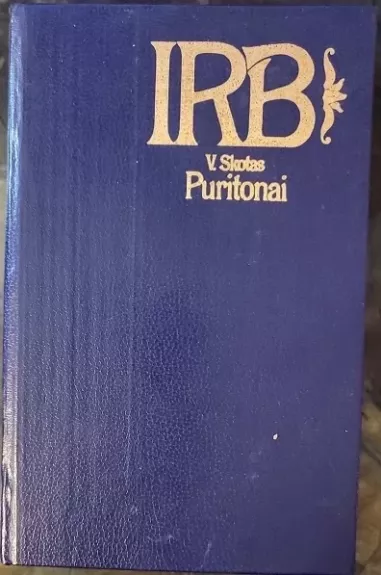 IRB
V. Skotas
Puritonai